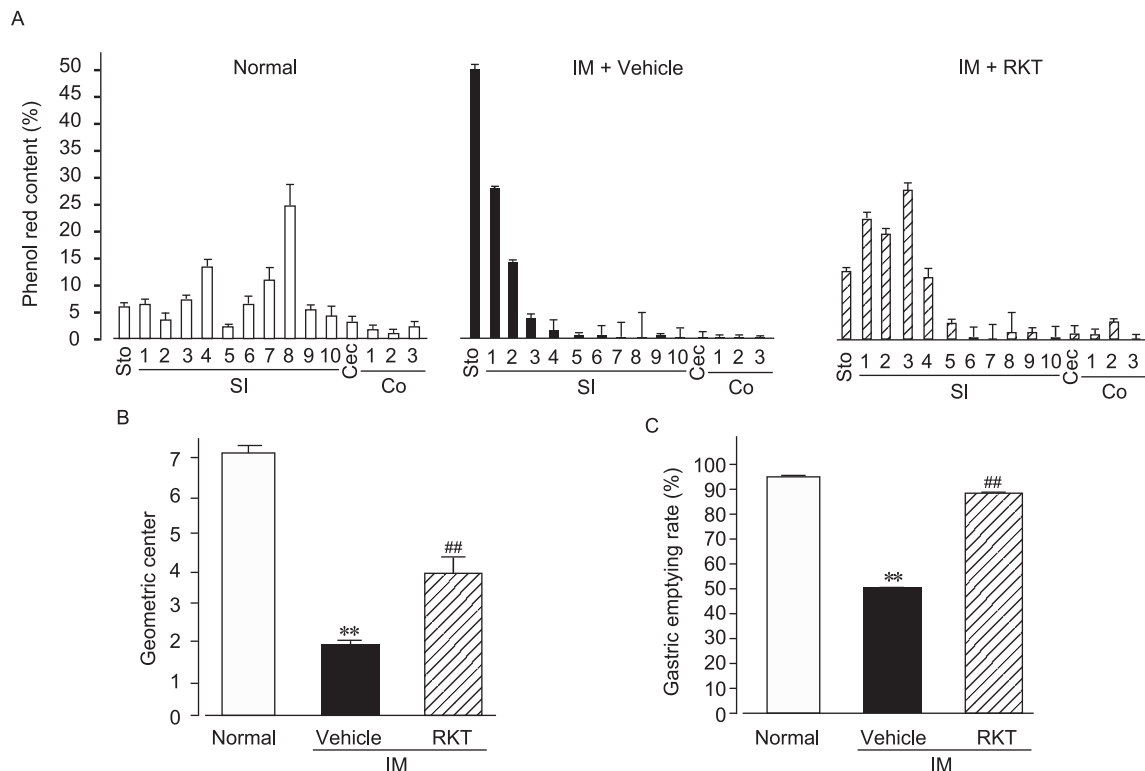 A
Normal
IM + Vehicle
IM + RKT
Phenol red content (%)
50
45
40
35
30
25
20
15
10
5
0
Sto 1 2 3 4 5 6 7 8 9 10 Cec 1 2 3
SI Co
Sto 1 2 3 4 5 6 7 8 9 10 Cec 1 2 3
SI Co
Sto 1 2 3 4 5 6 7 8 9 10 Cec 1 2 3
SI Co
B
Geometric center
7
6
5
4
3
2
1
0
**
##
Normal Vehicle RKT
IM
C
Gastric emptying rate (%)
100
90
80
70
60
50
40
30
20
10
0
**
##
Normal Vehicle RKT
IM